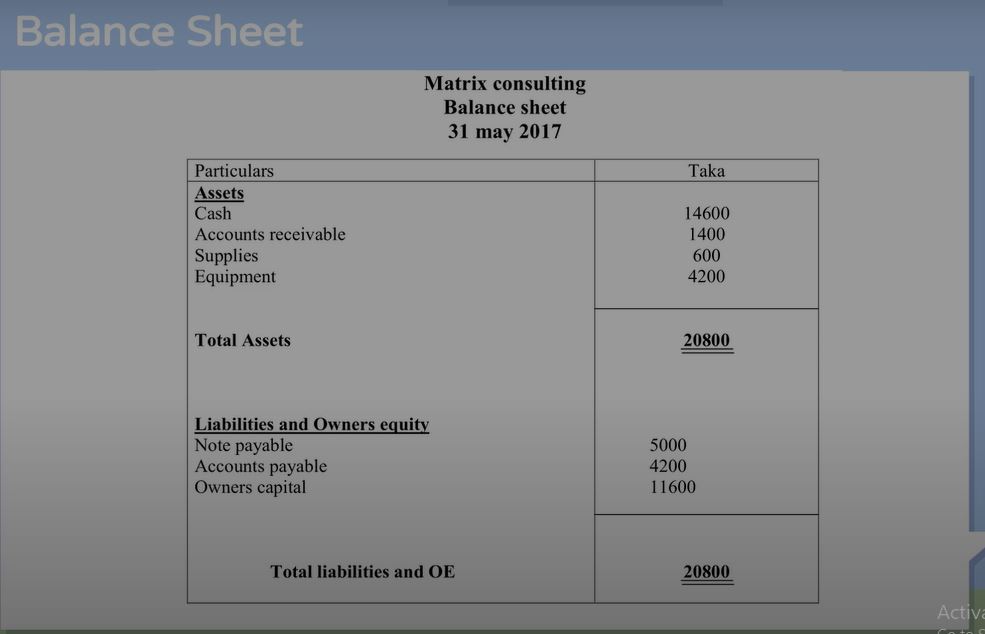 Balance Sheet
Matrix consulting
Balance sheet
31 may 2017
Particulars Taka
Assets
Cash 14600
Accounts receivable 1400
Supplies 600
Equipment 4200
Total Assets 20800
Liabilities and Owners equity
Note payable 5000
Accounts payable 4200
Owners capital 11600
Total liabilities and OE 20800